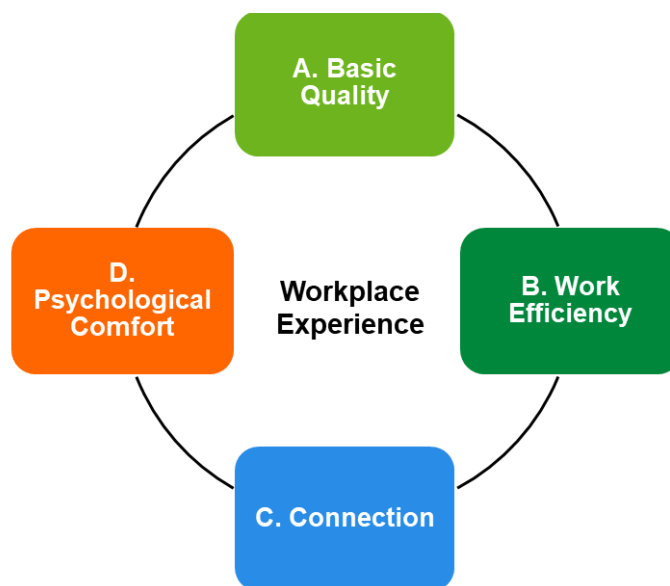 A. Basic
Quality
B. Work
Efficiency
C. Connection
D.
Psychological
Comfort
Workplace
Experience